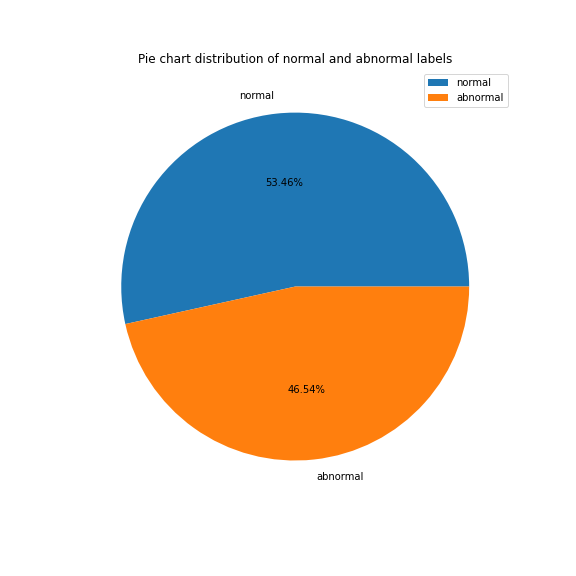 Pie chart distribution of normal and abnormal labels
normal
abnormal
normal
53.46%
46.54%
abnormal